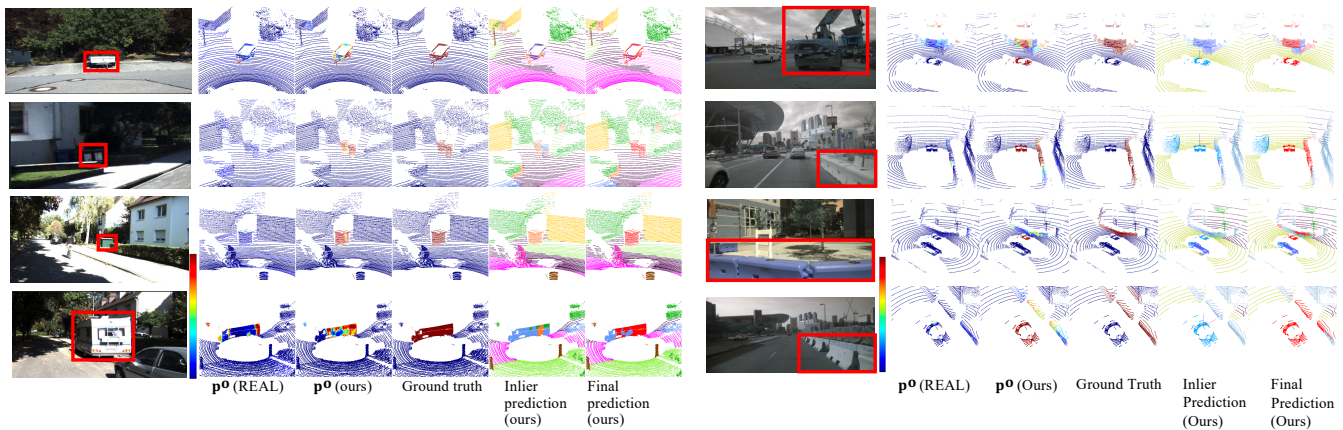 p⁰ (REAL)
p⁰ (ours)
Ground truth
Inlier
prediction
(ours)
Final
prediction
(ours)
p⁰ (REAL)
p⁰ (Ours)
Ground Truth
Inlier
Prediction
(Ours)
Final
Prediction
(Ours)